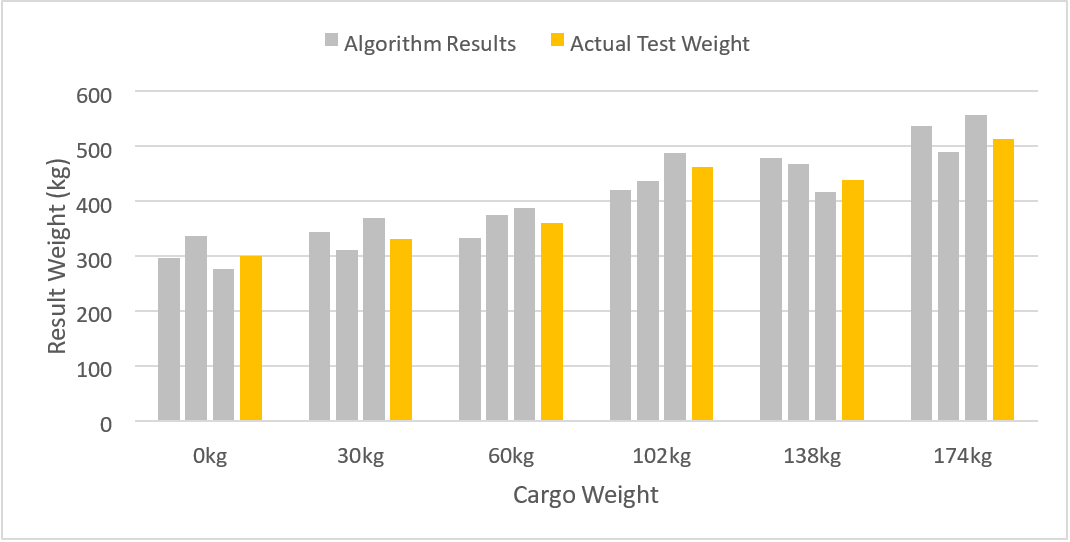 Algorithm Results
Actual Test Weight
600
500
400
300
200
100
0
Result Weight (kg)
0kg
30kg
60kg
102kg
138kg
174kg
Cargo Weight